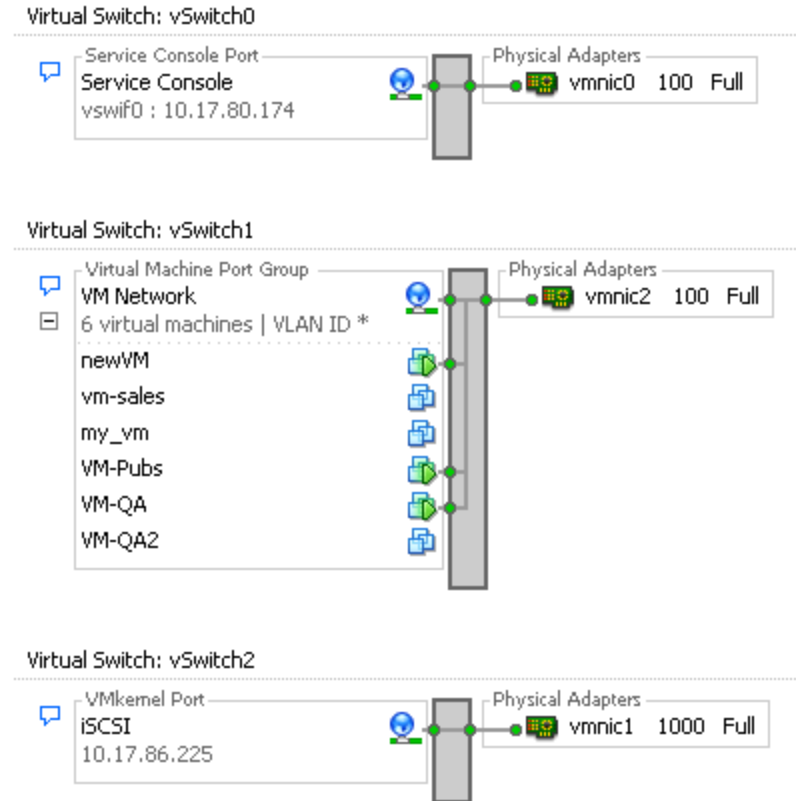 Virtual Switch: vSwitch0
Service Console Port
Physical Adapters
Service Console
vmnic0 100 Full
vswif0 : 10.17.80.174
Virtual Switch: vSwitch1
Virtual Machine Port Group
Physical Adapters
VM Network
vmnic2 100 Full
6 virtual machines | VLAN ID *
newVM
vm-sales
my_vm
VM-Pubs
VM-QA
VM-QA2
Virtual Switch: vSwitch2
VMkernel Port
Physical Adapters
iSCSI
vmnic1 1000 Full
10.17.86.225